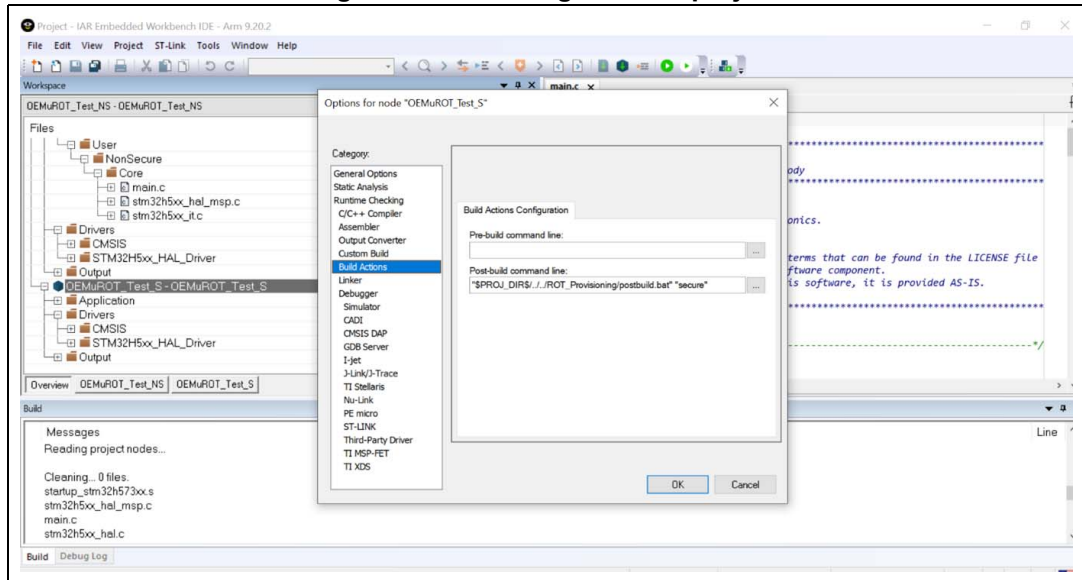 Project - IAR Embedded Workbench IDE - Arm 9.20.2
File Edit View Project ST-Link Tools Window Help
Workspace
main.c x
OEMuROT_Test_NS - OEMuROT_Test_NS
Files
User
NonSecure
Core
main.c
stm32h5xx_hal_msp.c
stm32h5xx_it.c
Drivers
CMSIS
STM32H5xx_HAL_Driver
Output
OEMuROT_Test_S - OEMuROT_Test_S
Application
Drivers
CMSIS
STM32H5xx_HAL_Driver
Output
Overview OEMuROT_Test_NS OEMuROT_Test_S
Options for node "OEMuROT_Test_S"
Category:
General Options
Static Analysis
Runtime Checking
C/C++ Compiler
Assembler
Output Converter
Custom Build
Build Actions
Linker
Debugger
Simulator
CADI
CMSIS DAP
GDB Server
I-jet
J-Link/J-Trace
TI Stellaris
Nu-Link
PE micro
ST-LINK
Third-Party Driver
TI MSP-FET
TI XDS
Build Actions Configuration
Pre-build command line:
...
Post-build command line:
"$PROJ_DIR$/../../ROT_Provisioning/postbuild.bat" "secure"
...
OK Cancel
*******************************************
ody
*******************************************
onics.
terms that can be found in the LICENSE file
ftware component.
is software, it is provided AS-IS.
*******************************************
-----------------------------------------*/
Build
Messages
Line
Reading project nodes...
Cleaning... 0 files.
startup_stm32h573xx.s
stm32h5xx_hal_msp.c
main.c
stm32h5xx_hal.c
Build Debug Log